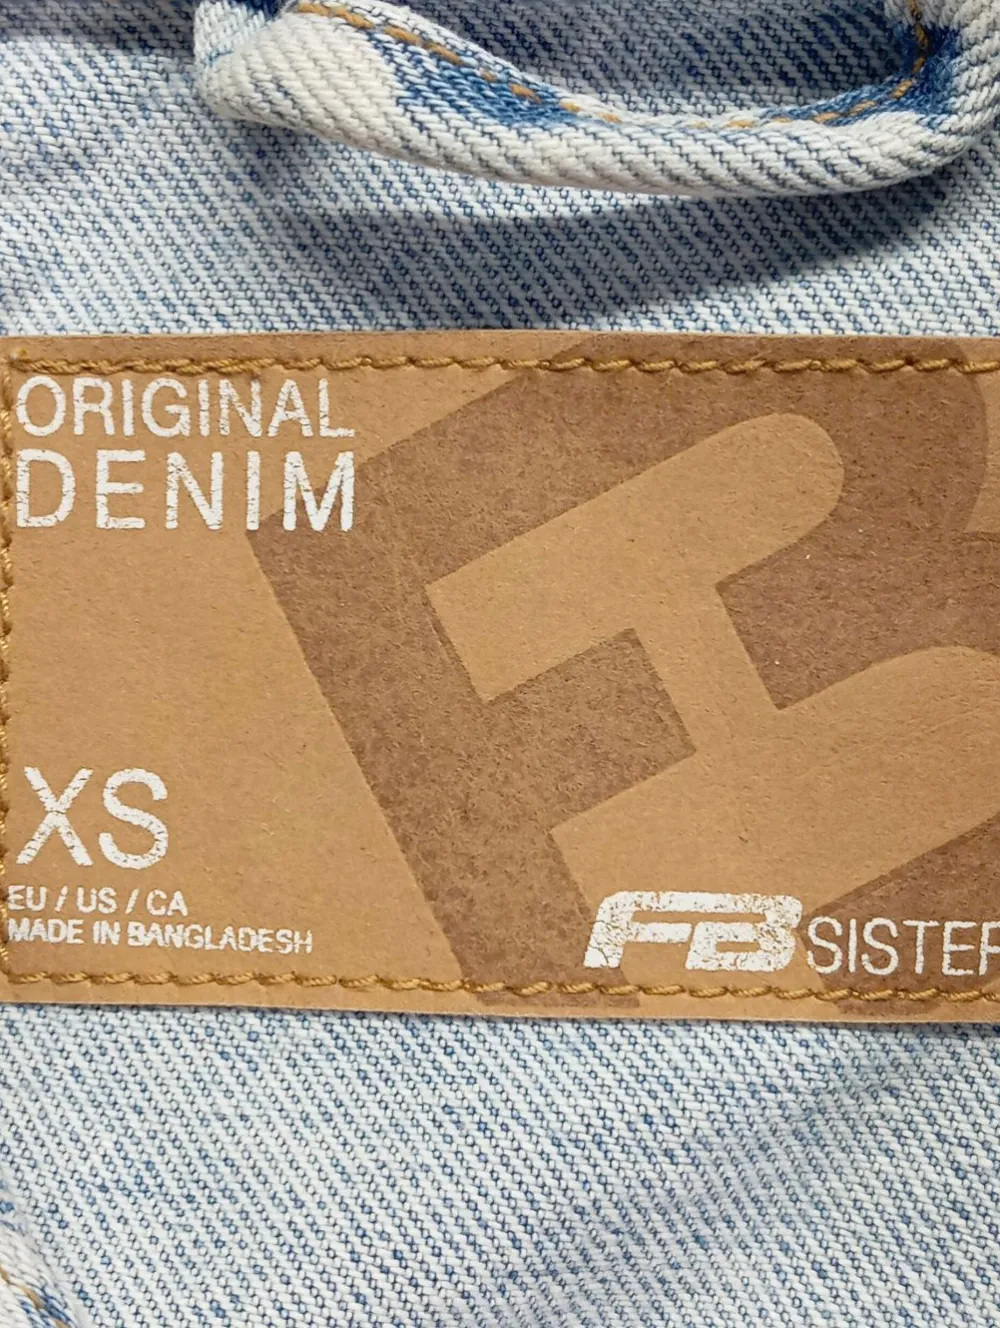 ORIGINAL
DENIM
XS
EU / US / CA
MADE IN BANGLADESH
FB SISTER